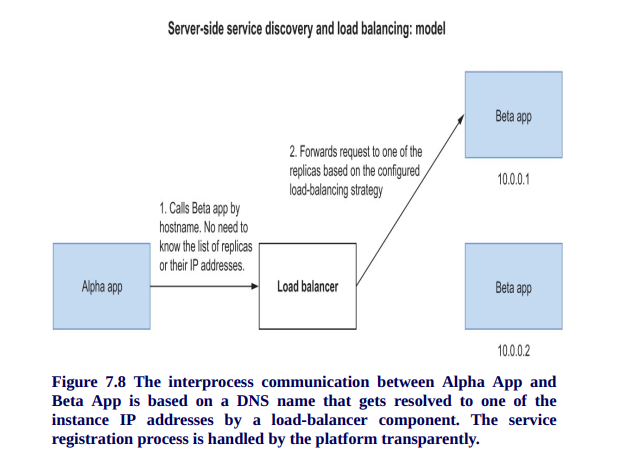 Server-side service discovery and load balancing: model
Beta app
10.0.0.1
2. Forwards request to one of the
replicas based on the configured
load-balancing strategy
1. Calls Beta app by
hostname. No need to
know the list of replicas
or their IP addresses.
Alpha app
Load balancer
Beta app
10.0.0.2
Figure 7.8 The interprocess communication between Alpha App and
Beta App is based on a DNS name that gets resolved to one of the
instance IP addresses by a load-balancer component. The service
registration process is handled by the platform transparently.